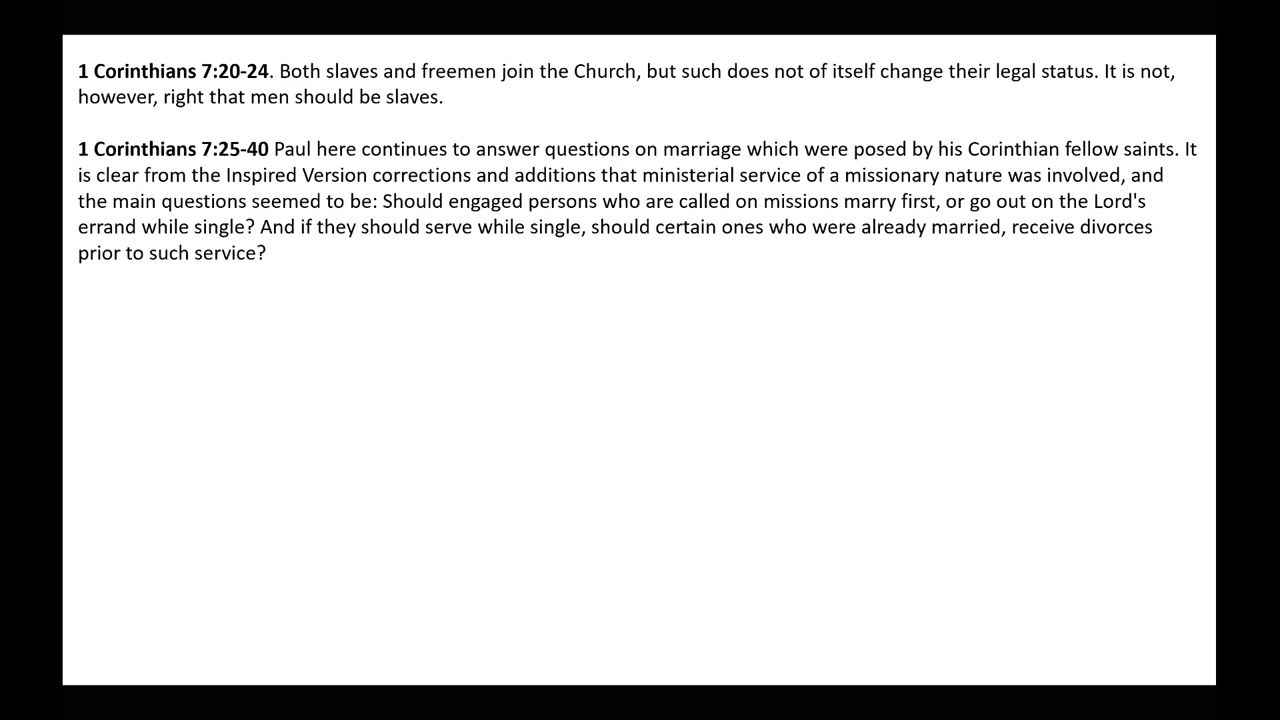 1 Corinthians 7:20-24. Both slaves and freemen join the Church, but such does not of itself change their legal status. It is not,
however, right that men should be slaves.
1 Corinthians 7:25-40 Paul here continues to answer questions on marriage which were posed by his Corinthian fellow saints. It
is clear from the Inspired Version corrections and additions that ministerial service of a missionary nature was involved, and
the main questions seemed to be: Should engaged persons who are called on missions marry first, or go out on the Lord's
errand while single? And if they should serve while single, should certain ones who were already married, receive divorces
prior to such service?